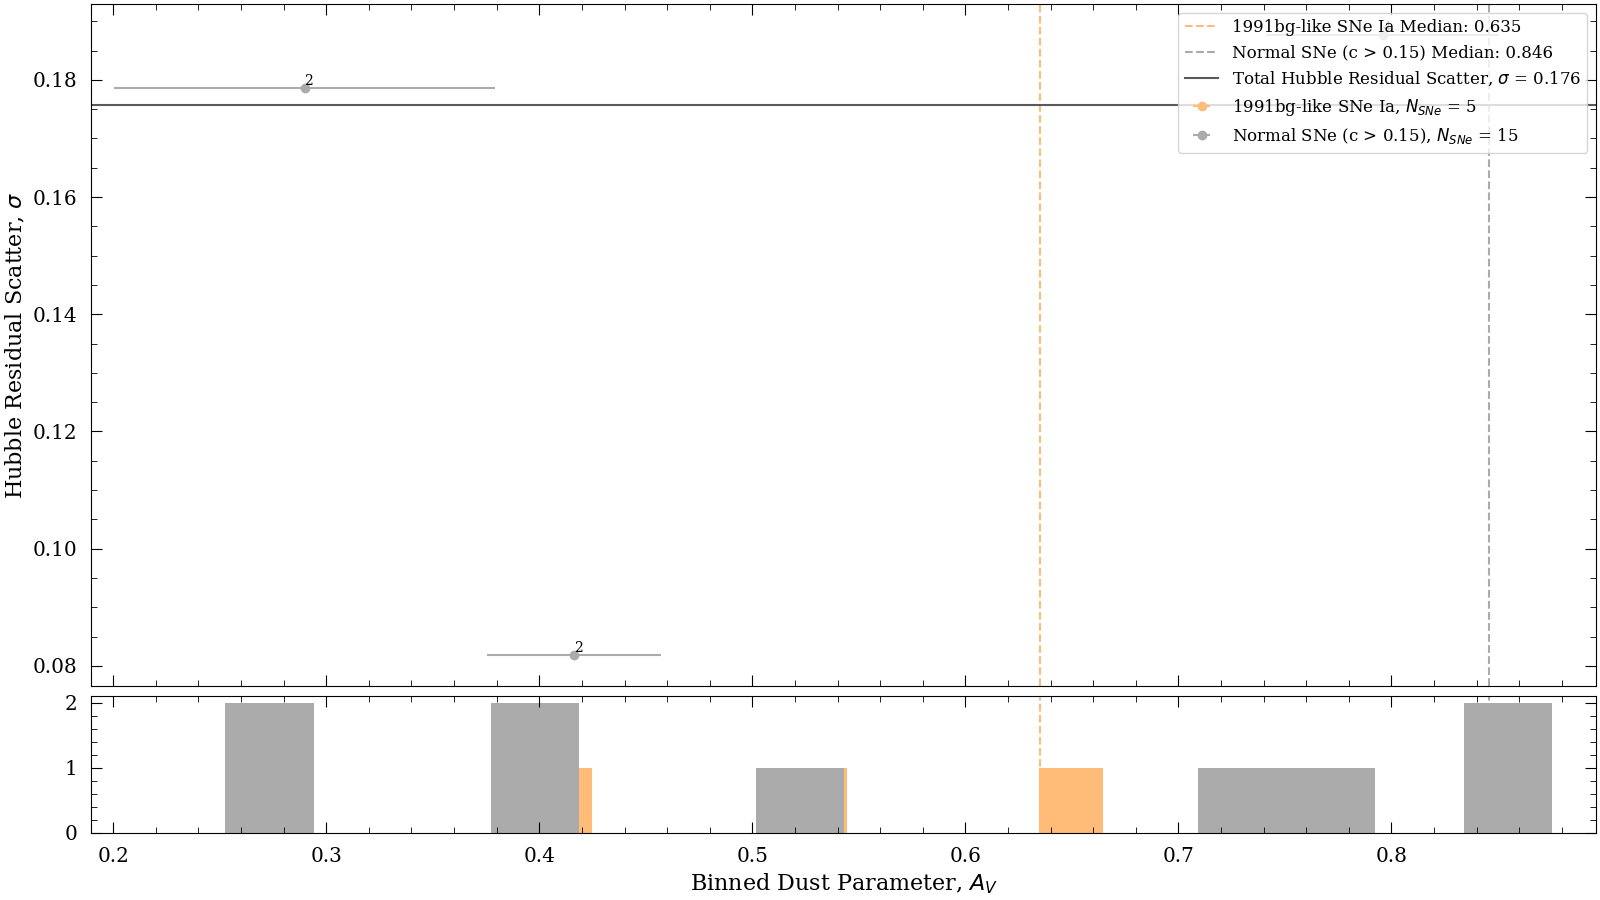 1991bg-like SNe Ia Median: 0.635
Normal SNe (c > 0.15) Median: 0.846
Total Hubble Residual Scatter, σ = 0.176
1991bg-like SNe Ia, N_SNe = 5
Normal SNe (c > 0.15), N_SNe = 15
2
2
Hubble Residual Scatter, σ
0.18
0.16
0.14
0.12
0.10
0.08
2
1
0
0.2 0.3 0.4 0.5 0.6 0.7 0.8
Binned Dust Parameter, A_V